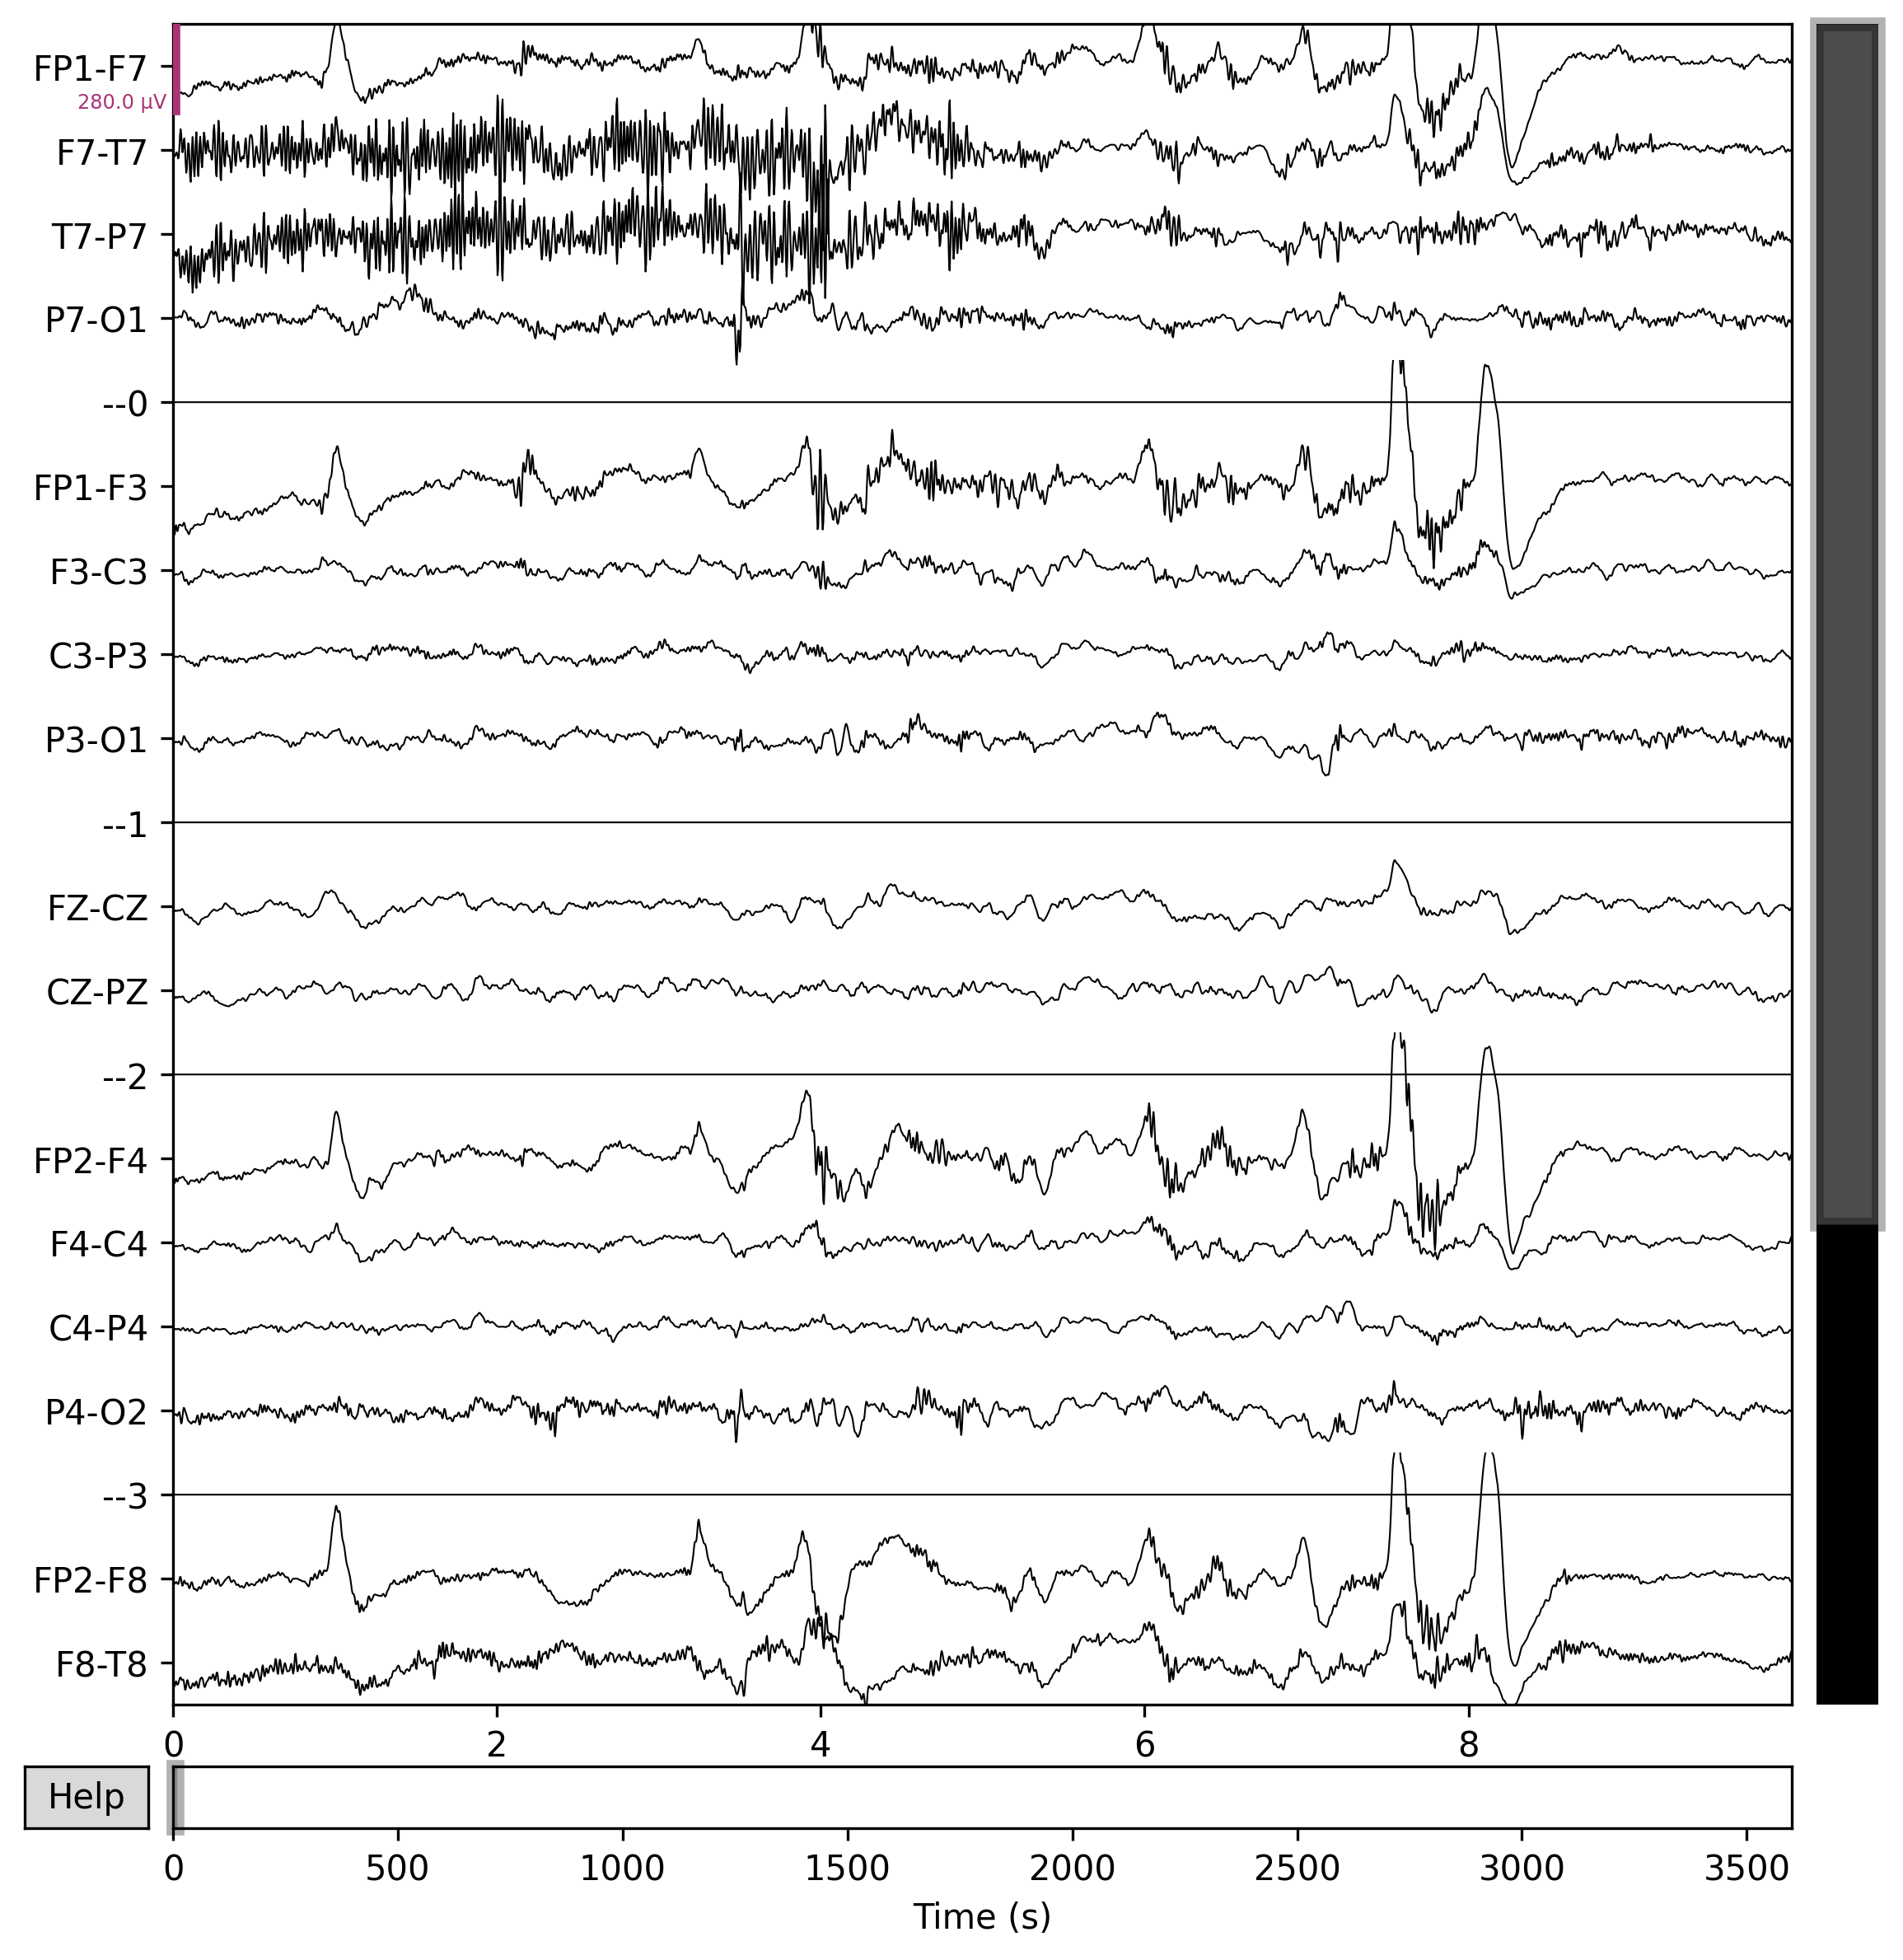 FP1-F7
280.0 µV
F7-T7
T7-P7
P7-O1
--0
FP1-F3
F3-C3
C3-P3
P3-O1
--1
FZ-CZ
CZ-PZ
--2
FP2-F4
F4-C4
C4-P4
P4-O2
--3
FP2-F8
F8-T8
0 2 4 6 8
Help
0 500 1000 1500 2000 2500 3000 3500
Time (s)